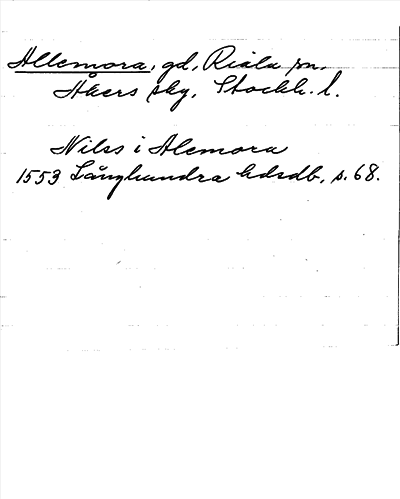 Allemora, gd, Riala sn,
Åkers skg, Stockh. l.
Nils i Alemora
1553 Långhundra hdsdb, s. 68.